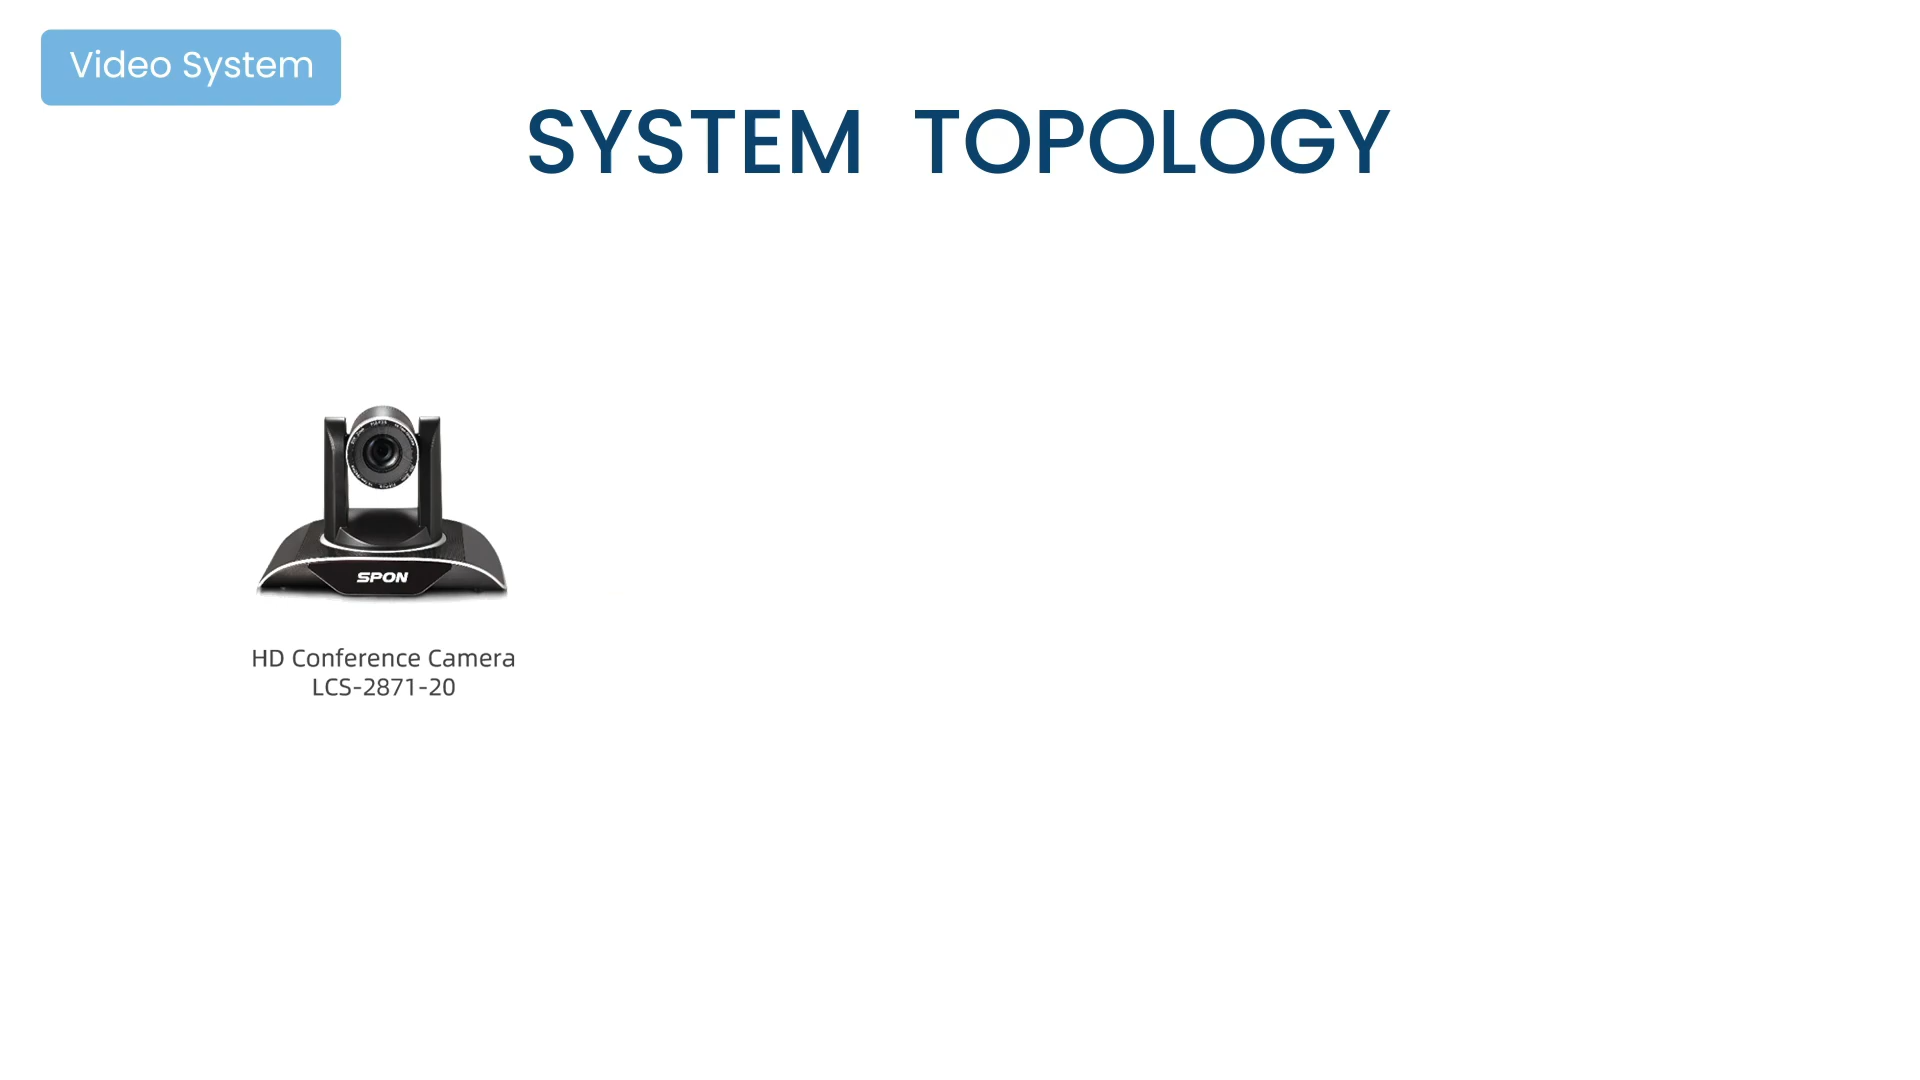 Video System
SYSTEM TOPOLOGY
SPON
HD Conference Camera
LCS-2871-20